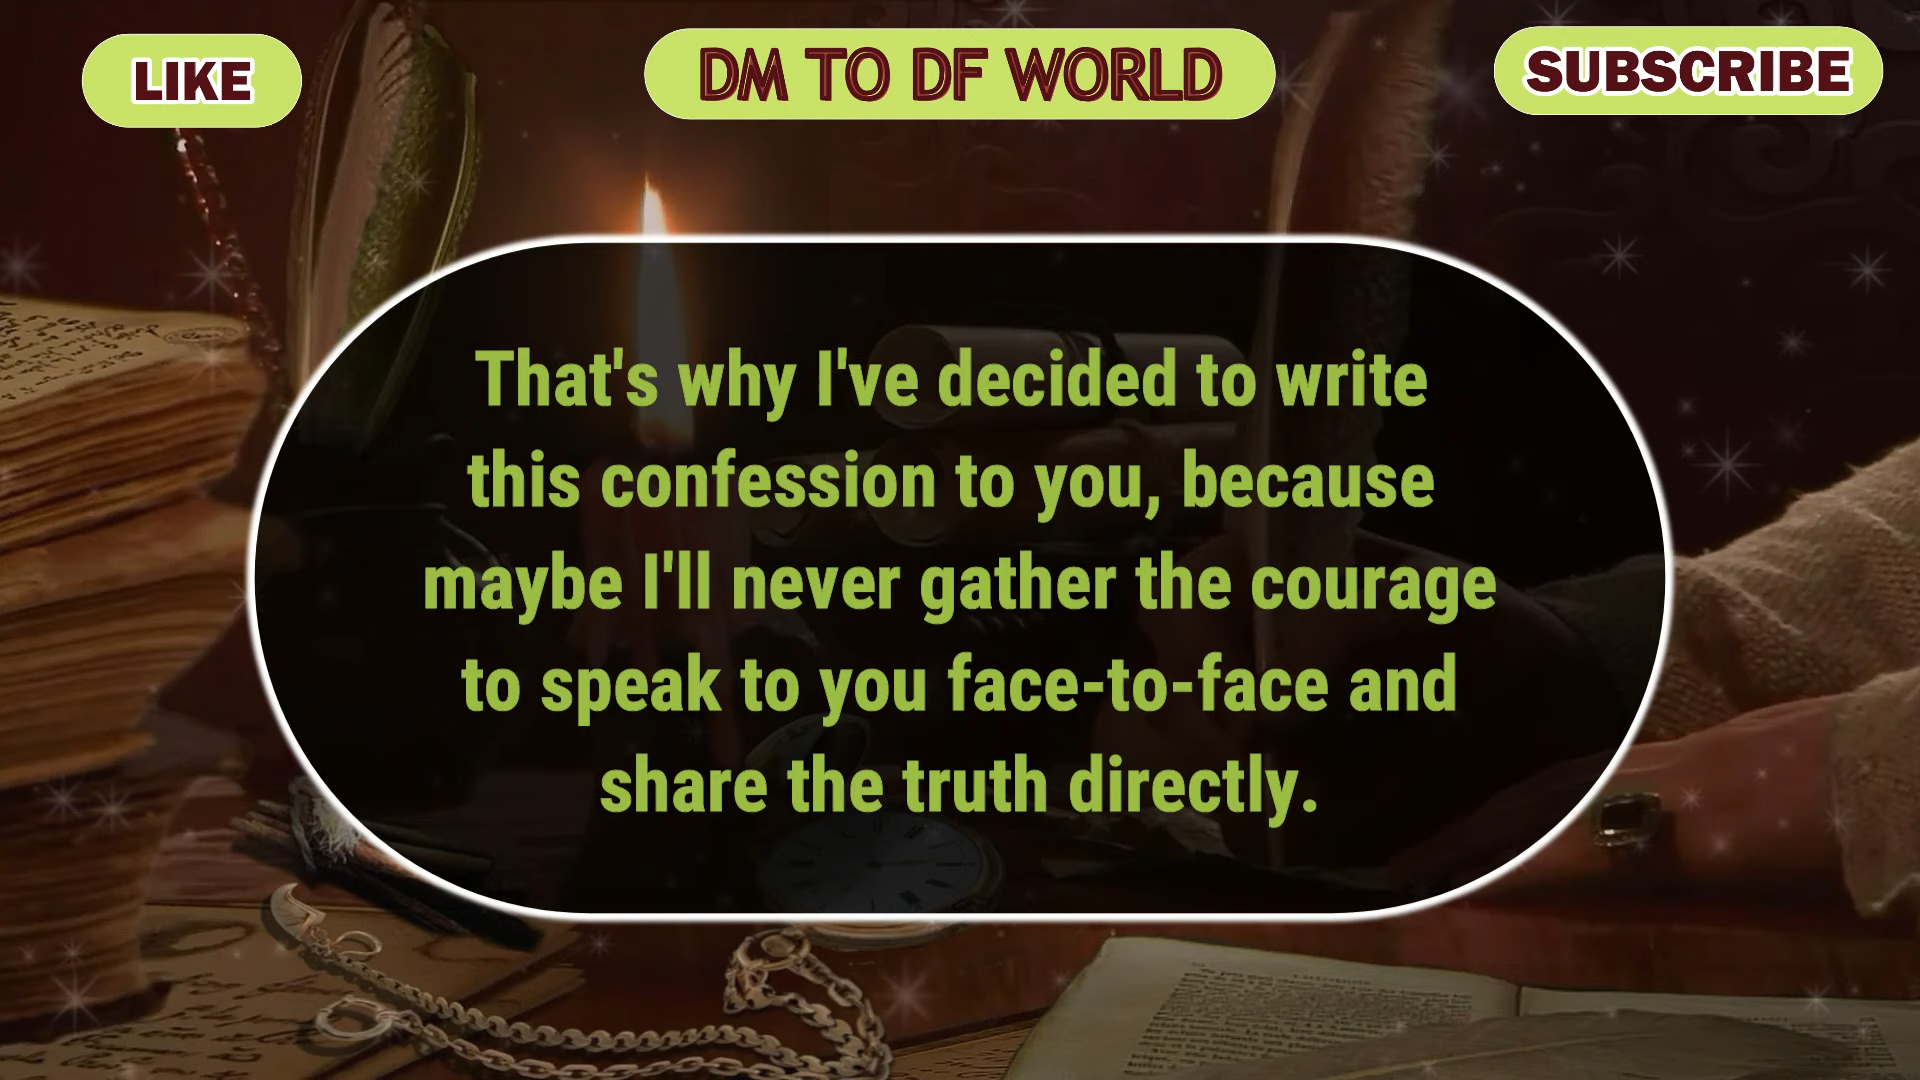 LIKE
DM TO DF WORLD
SUBSCRIBE
That's why I've decided to write
this confession to you, because
maybe I'll never gather the courage
to speak to you face-to-face and
share the truth directly.